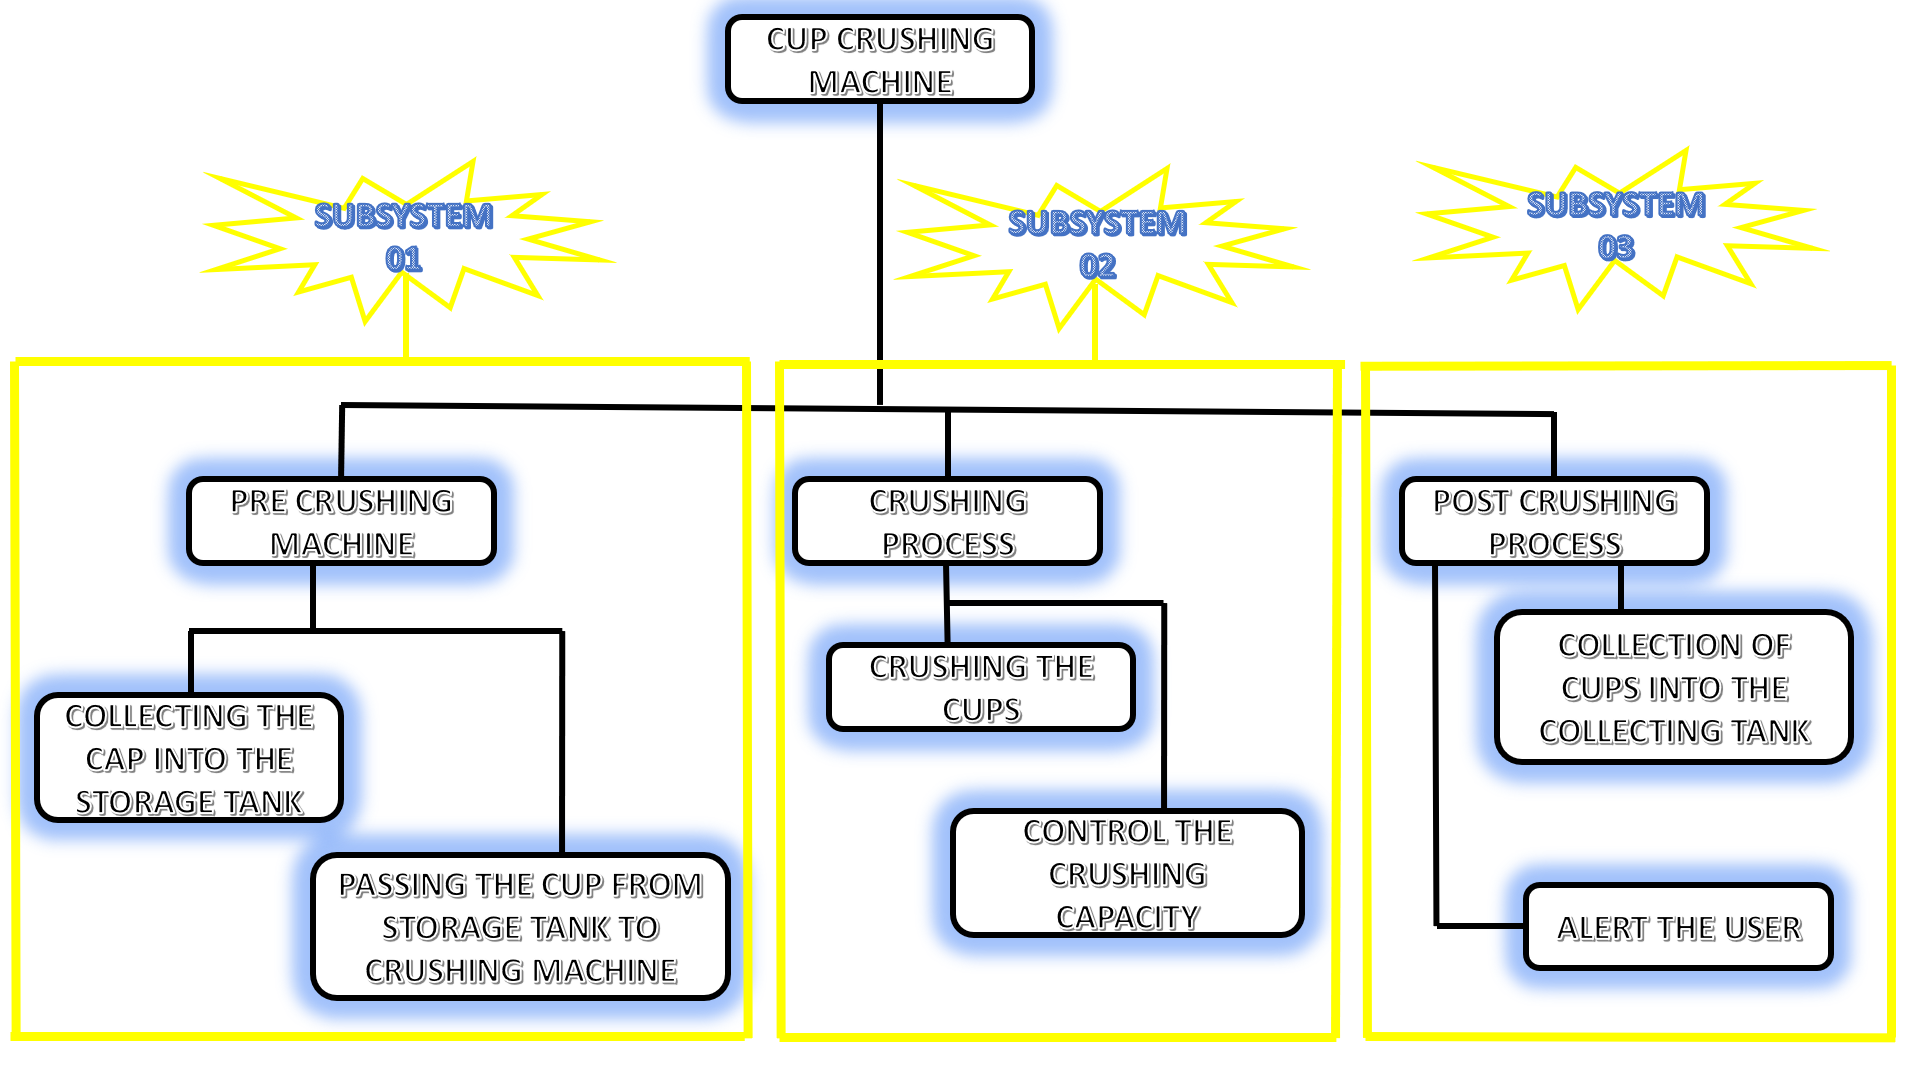 CUP CRUSHING
MACHINE
SUBSYSTEM
01
SUBSYSTEM
02
SUBSYSTEM
03
PRE CRUSHING
MACHINE
CRUSHING
PROCESS
POST CRUSHING
PROCESS
COLLECTING THE
CAP INTO THE
STORAGE TANK
PASSING THE CUP FROM
STORAGE TANK TO
CRUSHING MACHINE
CRUSHING THE
CUPS
CONTROL THE
CRUSHING
CAPACITY
COLLECTION OF
CUPS INTO THE
COLLECTING TANK
ALERT THE USER